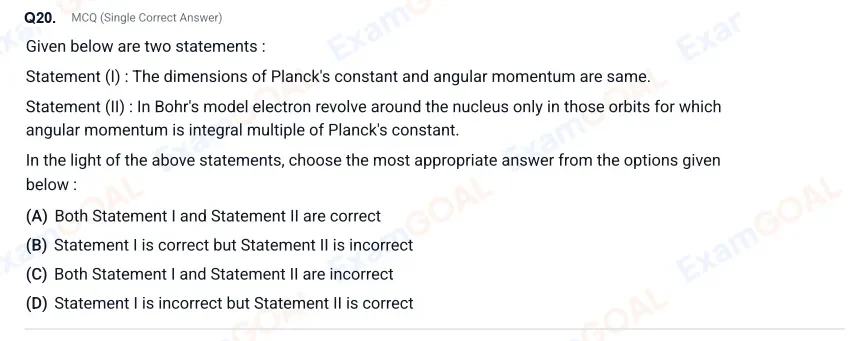 Q20. MCQ (Single Correct Answer)
Given below are two statements :
Statement (I) : The dimensions of Planck's constant and angular momentum are same.
Statement (II) : In Bohr's model electron revolve around the nucleus only in those orbits for which
angular momentum is integral multiple of Planck's constant.
In the light of the above statements, choose the most appropriate answer from the options given
below :
(A) Both Statement I and Statement II are correct
(B) Statement I is correct but Statement II is incorrect
(C) Both Statement I and Statement II are incorrect
(D) Statement I is incorrect but Statement II is correct
ExamGOAL